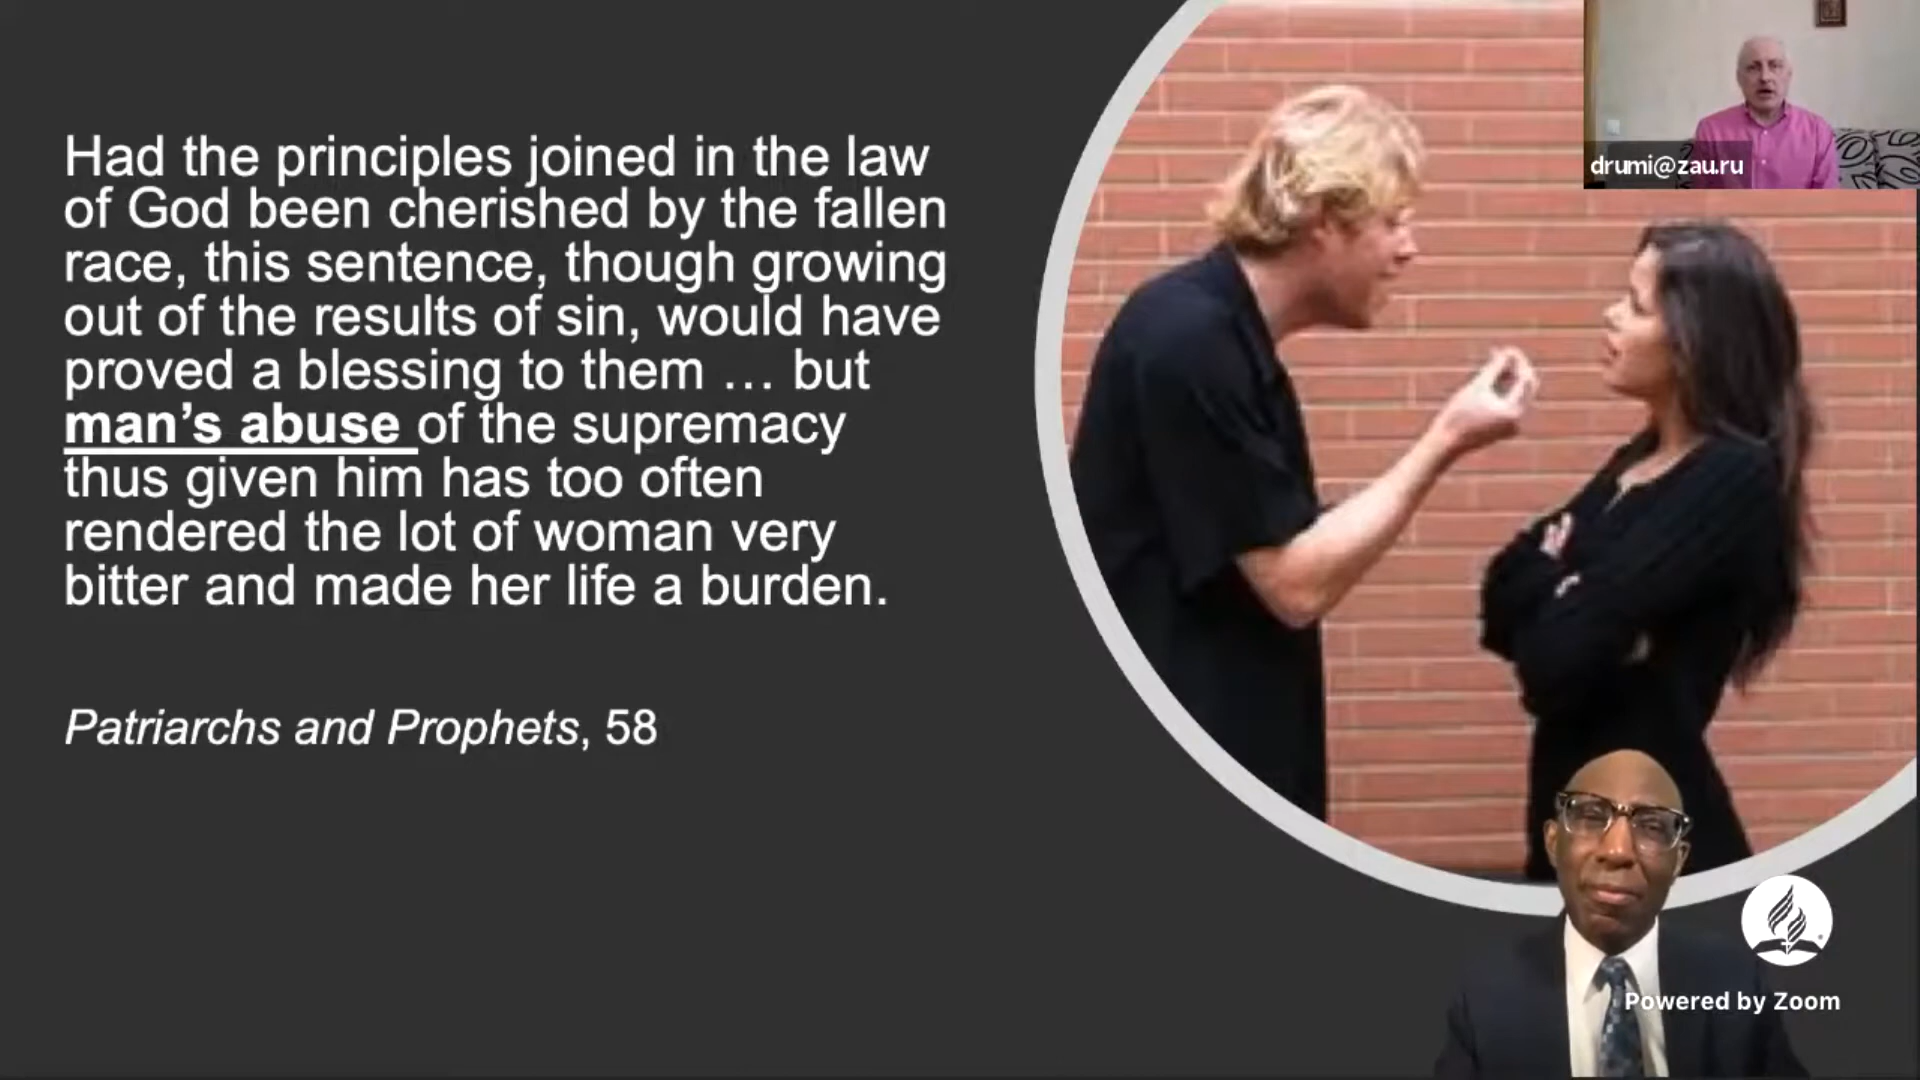 Had the principles joined in the law
of God been cherished by the fallen
race, this sentence, though growing
out of the results of sin, would have
proved a blessing to them … but
man’s abuse of the supremacy
thus given him has too often
rendered the lot of woman very
bitter and made her life a burden.
Patriarchs and Prophets, 58
drumi@zau.ru
Powered by Zoom